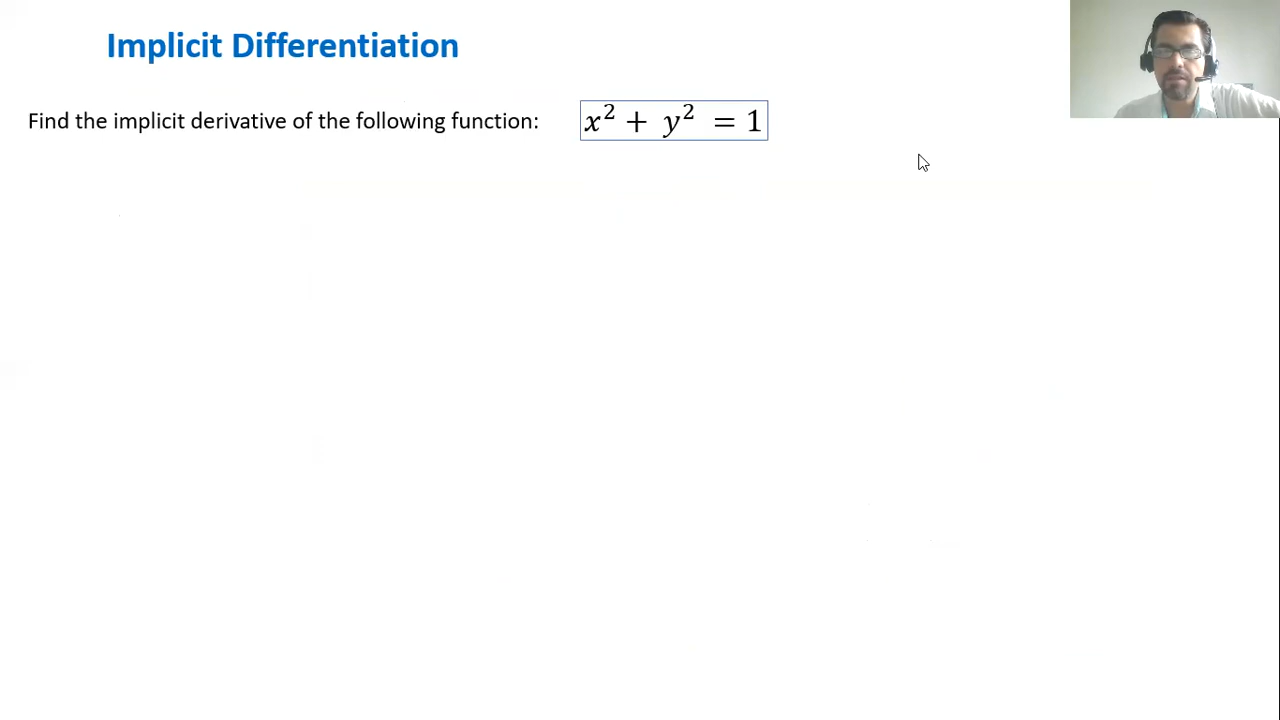 Implicit Differentiation
Find the implicit derivative of the following function: x² + y² = 1